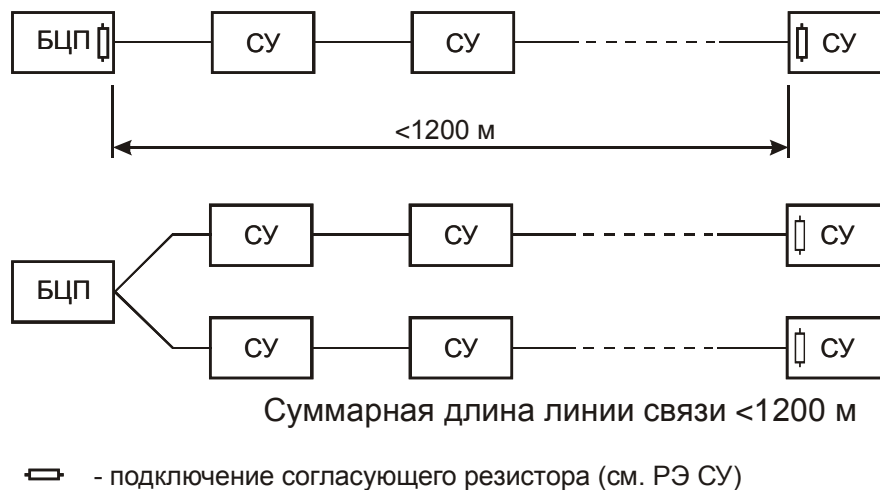 БЦП СУ СУ СУ
<1200 м
СУ СУ СУ
БЦП
СУ СУ СУ
Суммарная длина линии связи <1200 м
- подключение согласующего резистора (см. РЭ СУ)